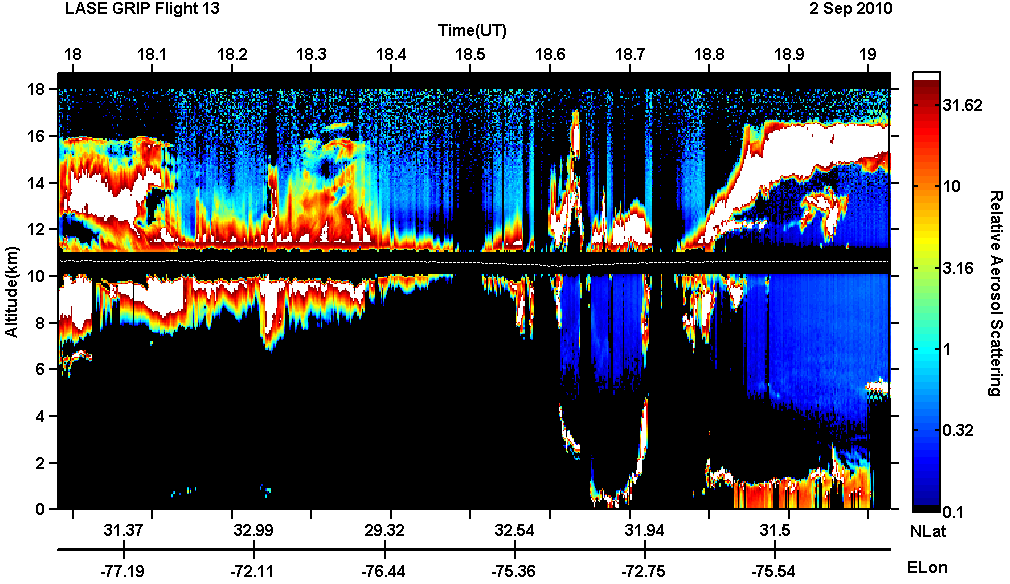 LASE GRIP Flight 13 2 Sep 2010
Time(UT)
18 18.1 18.2 18.3 18.4 18.5 18.6 18.7 18.8 18.9 19
18
16
14
12
10
8
6
4
2
0
Altitude(km)
31.62
10
3.16
1
0.32
0.1
Relative Aerosol Scattering
31.37 32.99 29.32 32.54 31.94 31.5 NLat
-77.19 -72.11 -76.44 -75.36 -72.75 -75.54 ELon